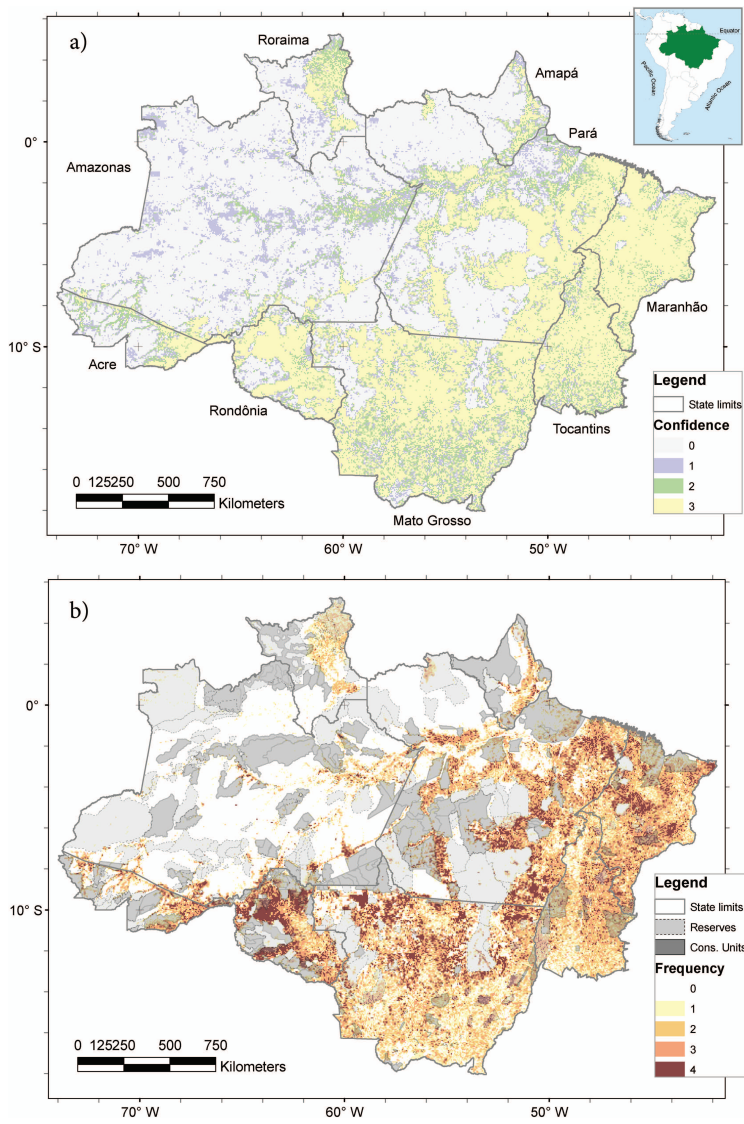 a)
Roraima
Amapá
Pará
Amazonas
Acre
Rondônia
Mato Grosso
Tocantins
Maranhão
Equator
Pacific Ocean
Atlantic Ocean
0°
10° S
70° W
60° W
50° W
0 125250 500 750
Kilometers
Legend
State limits
Confidence
0
1
2
3
b)
0°
10° S
70° W
60° W
50° W
0 125250 500 750
Kilometers
Legend
State limits
Reserves
Cons. Units
Frequency
0
1
2
3
4